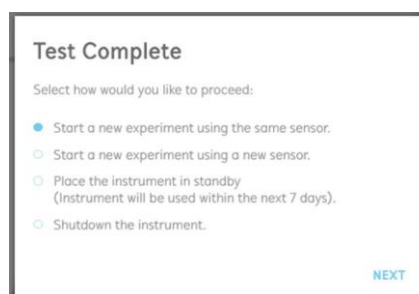 Test Complete
Select how would you like to proceed:
Start a new experiment using the same sensor.
Start a new experiment using a new sensor.
Place the instrument in standby
(Instrument will be used within the next 7 days).
Shutdown the instrument.
NEXT